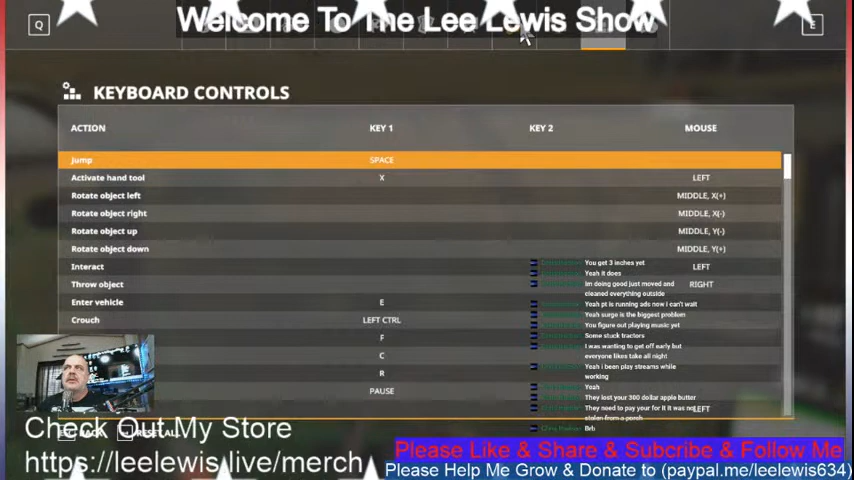 Welcome To The Lee Lewis Show
Q
E
KEYBOARD CONTROLS
ACTION KEY 1 KEY 2 MOUSE
Jump SPACE
Activate hand tool X LEFT
Rotate object left MIDDLE, X(+)
Rotate object right MIDDLE, X(-)
Rotate object up MIDDLE, Y(-)
Rotate object down MIDDLE, Y(+)
Interact LEFT
Throw object RIGHT
Enter vehicle E
Crouch LEFT CTRL
F
C
R
PAUSE
LEFT
You get 3 inches yet
Yeah it does
Im doing good just moved and
cleaned everything outside
Yeah pt is running ads now i can't wait
Yeah surge is the biggest problem
You figure out playing music yet
Some stuck tractors
I was wanting to get off early but
everyone likes take all night
Yeah i been play streams while
working
Yeah
They lost your 300 dollar apple butter
They need to pay your for it it was not
stolen from a porch
Brb
BACK RESET ALL
Check Out My Store
https://leelewis.live/merch
Please Like & Share & Subcribe & Follow Me
Please Help Me Grow & Donate to (paypal.me/leelewis634)